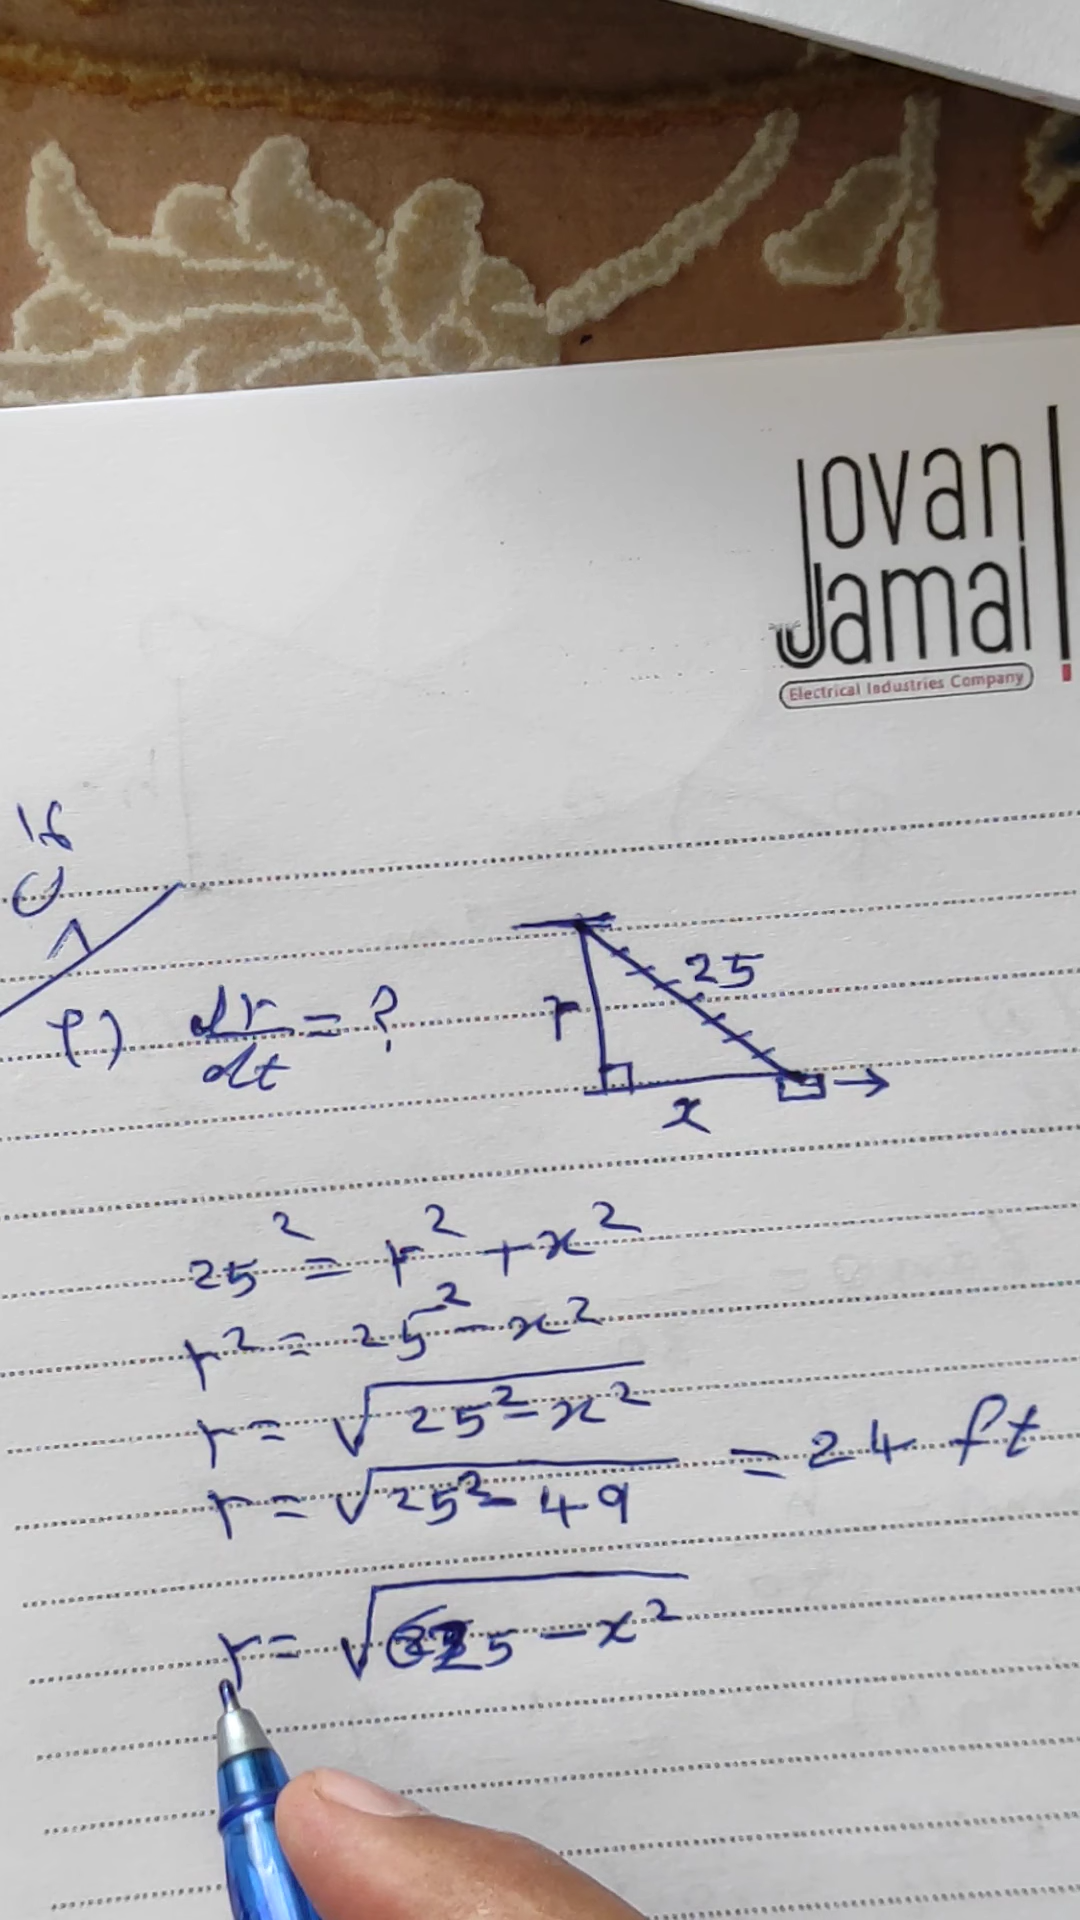 Jovan
Jamal
Electrical Industries Company
16
dr/dt = ?
r
25
x
25² = r² + x²
r² = 25² - x²
r = √(25² - x²)
r = √(25² - 49) = 24 ft
r = √(625 - x²)